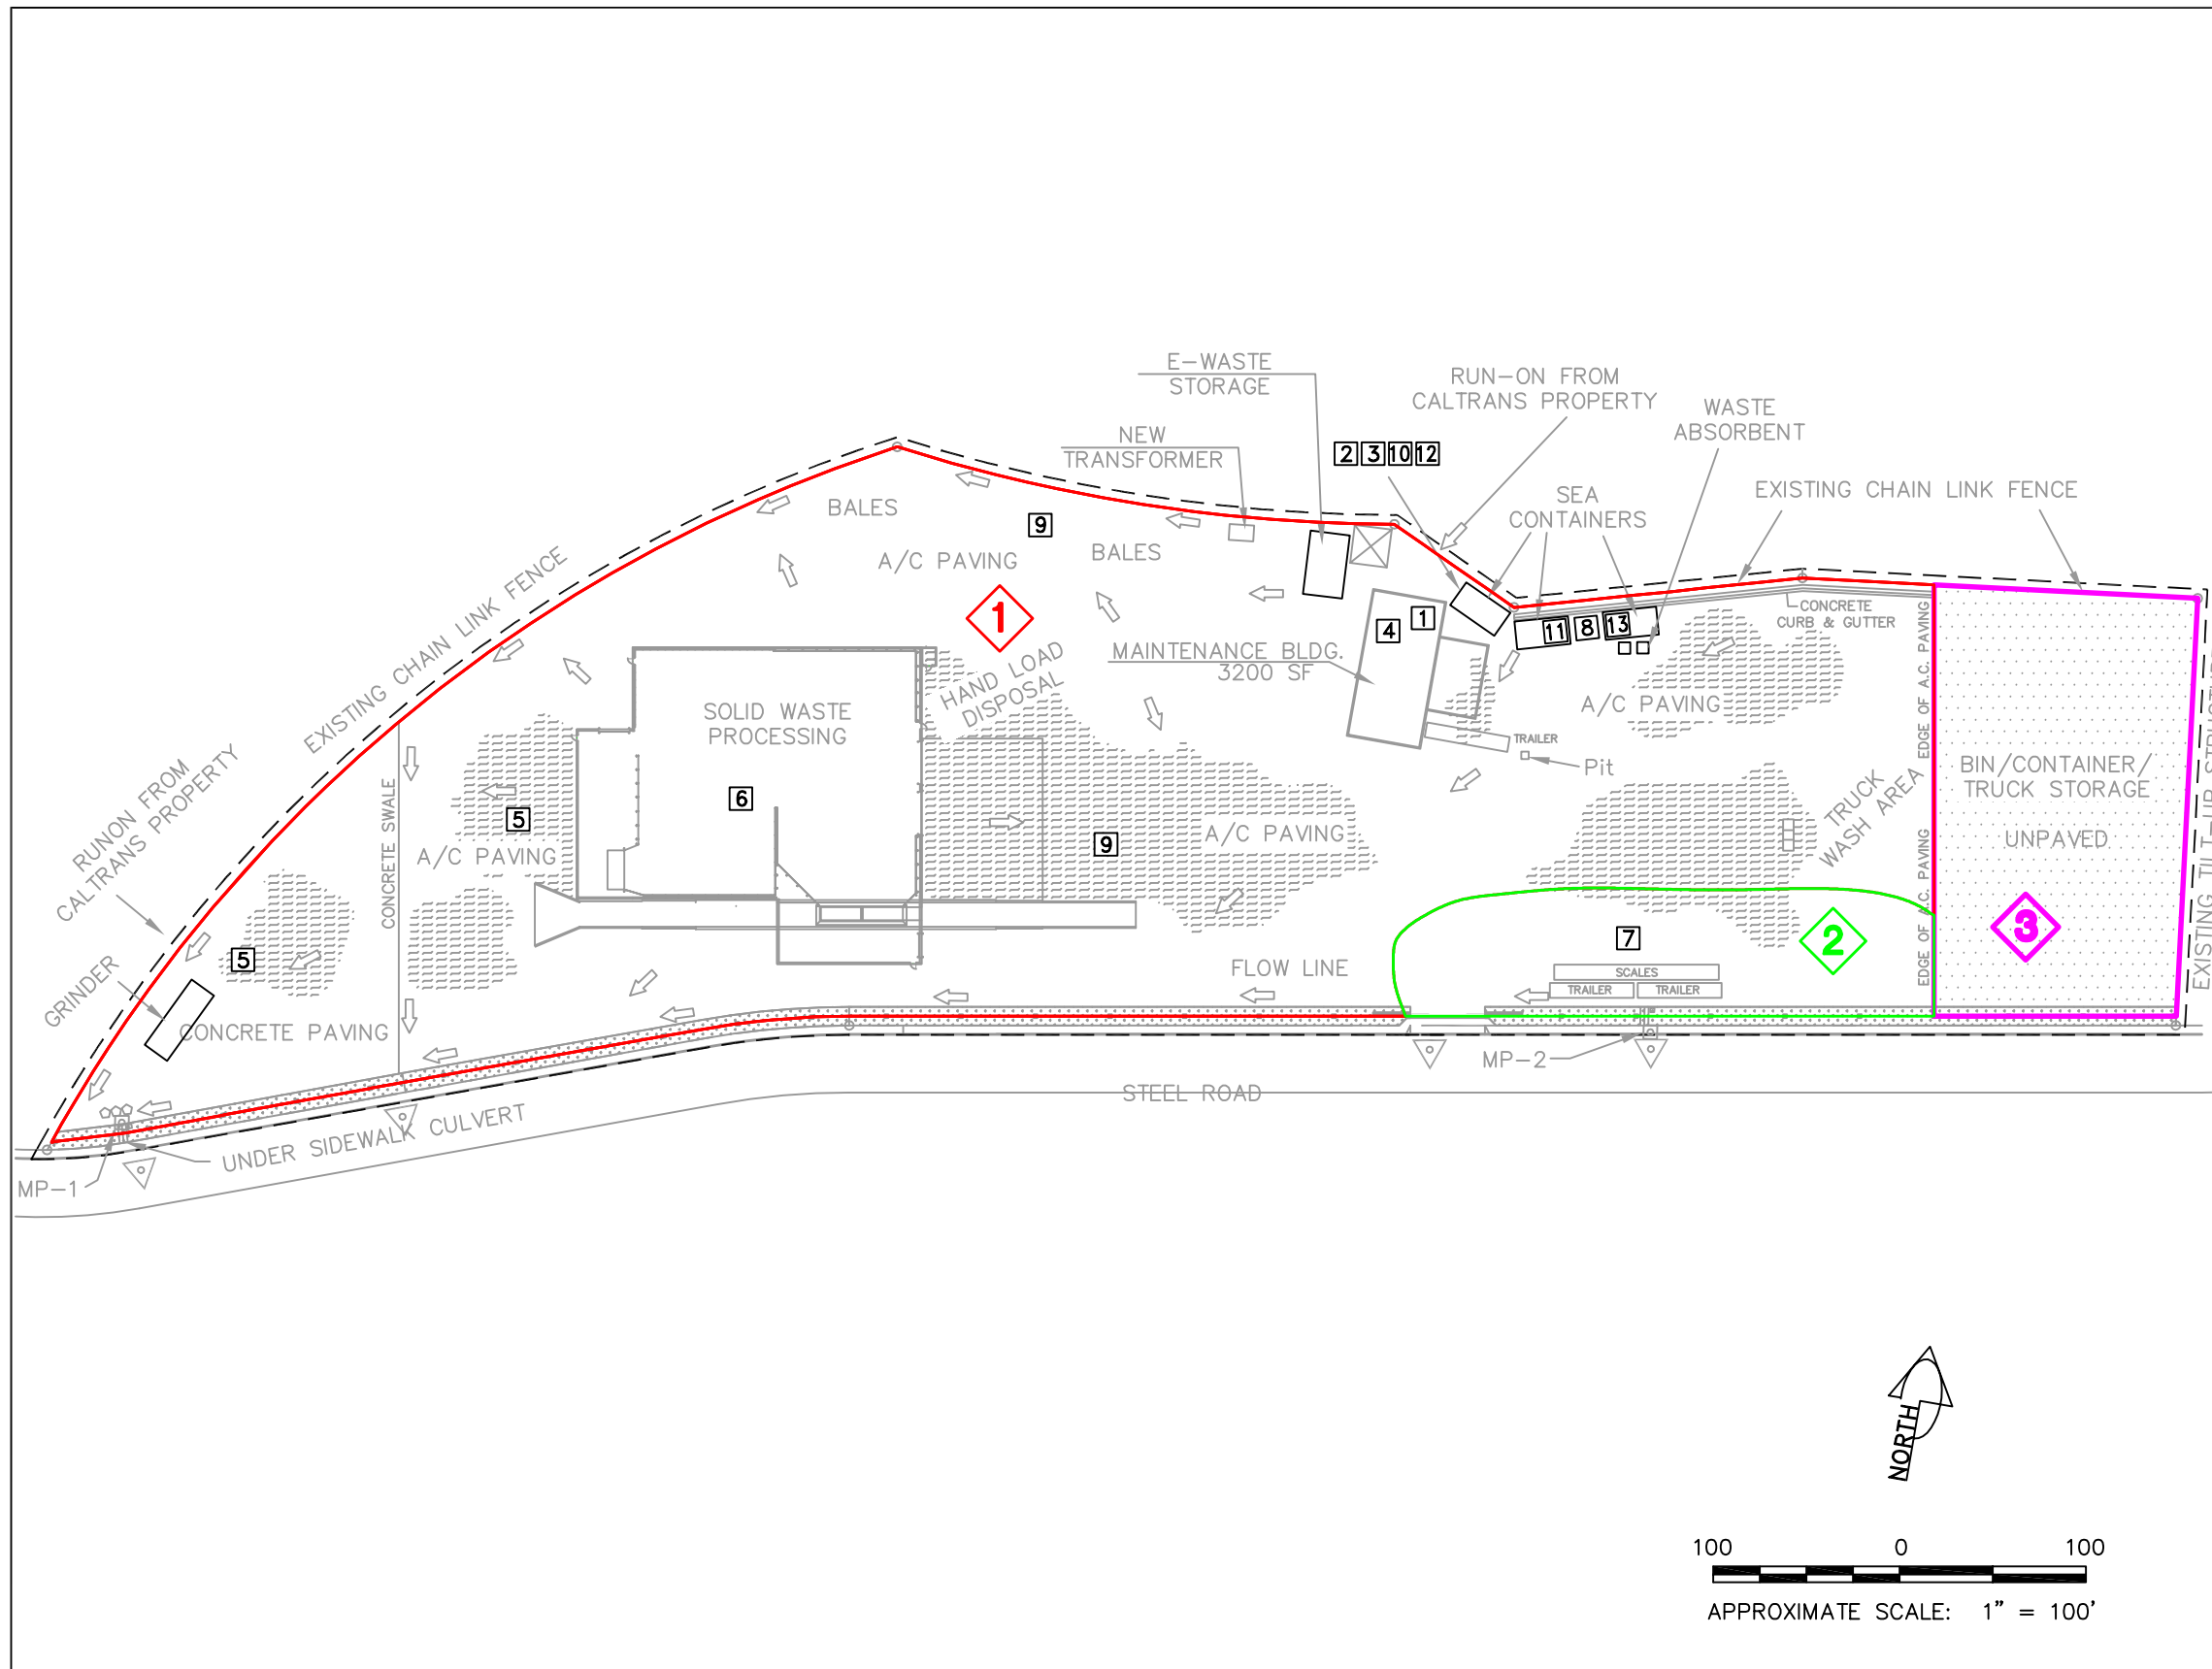 E-WASTE
STORAGE
RUN-ON FROM
CALTRANS PROPERTY
WASTE
ABSORBENT
NEW
TRANSFORMER
2 3 10 12
SEA
CONTAINERS
EXISTING CHAIN LINK FENCE
BALES
9
BALES
A/C PAVING
1
EXISTING CHAIN LINK FENCE
4
1
11 8 13
CONCRETE
CURB & GUTTER
MAINTENANCE BLDG.
3200 SF
HAND LOAD
DISPOSAL
SOLID WASTE
PROCESSING
A/C PAVING
EDGE OF A.C. PAVING
TRAILER
Pit
RUNON FROM
CALTRANS PROPERTY
CONCRETE SWALE
6
5
A/C PAVING
9
A/C PAVING
TRUCK
WASH AREA
BIN/CONTAINER/
TRUCK STORAGE
UNPAVED
EDGE OF A.C. PAVING
3
2
7
EXISTING TILT-UP
GRINDER
5
CONCRETE PAVING
FLOW LINE
SCALES
TRAILER
TRAILER
MP-2
STEEL ROAD
UNDER SIDEWALK CULVERT
MP-1
NORTH
100 0 100
APPROXIMATE SCALE: 1" = 100'